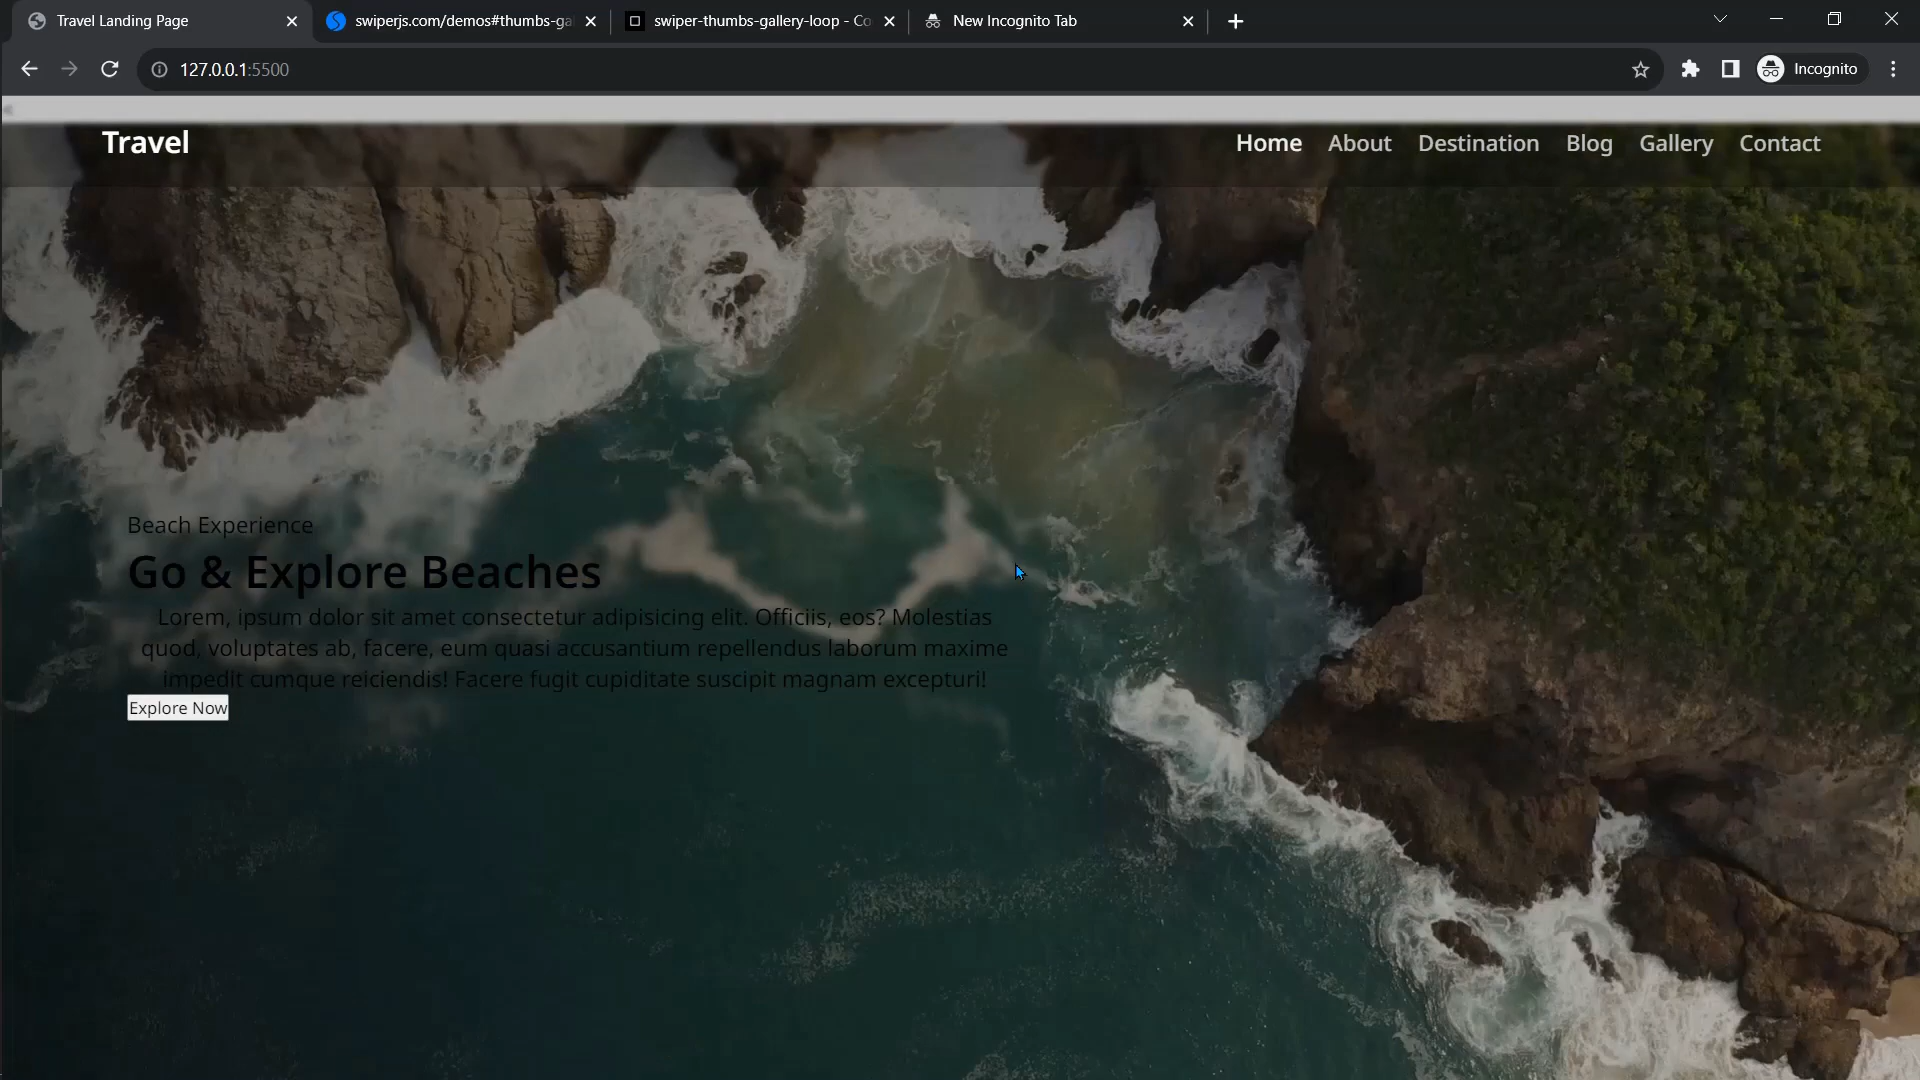 Travel Landing Page
swiperjs.com/demos#thumbs-ga
swiper-thumbs-gallery-loop - Co
New Incognito Tab
127.0.0.1:5500
Incognito
Travel
Home About Destination Blog Gallery Contact
Beach Experience
Go & Explore Beaches
Lorem, ipsum dolor sit amet consectetur adipisicing elit. Officiis, eos? Molestias
quod, voluptates ab, facere, eum quasi accusantium repellendus laborum maxime
impedit cumque reiciendis! Facere fugit cupiditate suscipit magnam excepturi!
Explore Now